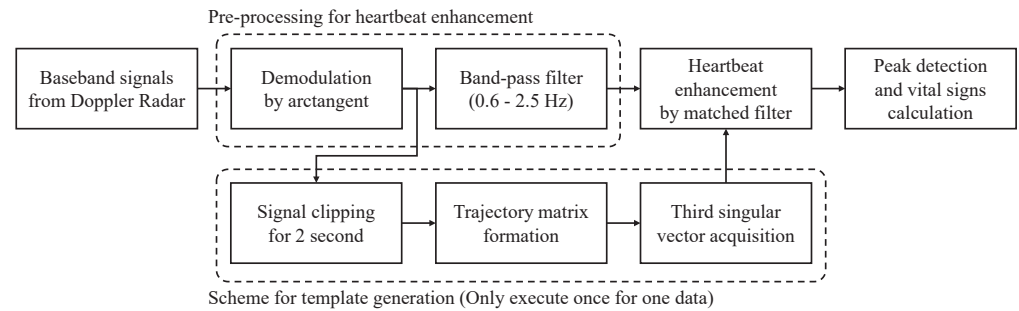 Pre-processing for heartbeat enhancement
Baseband signals
from Doppler Radar
Demodulation
by arctangent
Band-pass filter
(0.6 - 2.5 Hz)
Heartbeat
enhancement
by matched filter
Peak detection
and vital signs
calculation
Signal clipping
for 2 second
Trajectory matrix
formation
Third singular
vector acquisition
Scheme for template generation (Only execute once for one data)